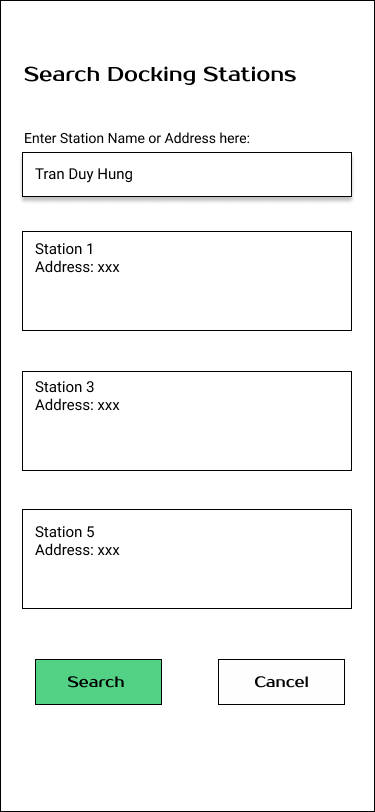 Search Docking Stations
Enter Station Name or Address here:
Tran Duy Hung
Station 1
Address: xxx
Station 3
Address: xxx
Station 5
Address: xxx
Search
Cancel